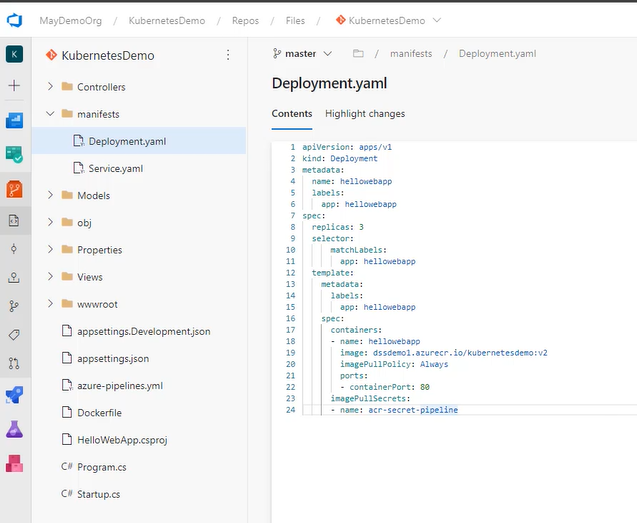 MayDemoOrg / KubernetesDemo / Repos / Files / KubernetesDemo
K
KubernetesDemo
Controllers
manifests
Deployment.yaml
Service.yaml
Models
obj
Properties
Views
wwwroot
appsettings.Development.json
appsettings.json
azure-pipelines.yml
Dockerfile
HelloWebApp.csproj
C# Program.cs
C# Startup.cs
master / manifests / Deployment.yaml
Deployment.yaml
Contents Highlight changes
1 apiVersion: apps/v1
2 kind: Deployment
3 metadata:
4 name: hellowebapp
5 labels:
6 app: hellowebapp
7 spec:
8 replicas: 3
9 selector:
10 matchLabels:
11 app: hellowebapp
12 template:
13 metadata:
14 labels:
15 app: hellowebapp
16 spec:
17 containers:
18 - name: hellowebapp
19 image: dssdemo1.azurecr.io/kubernetesdemo:v2
20 imagePullPolicy: Always
21 ports:
22 - containerPort: 80
23 imagePullSecrets:
24 - name: acr-secret-pipeline